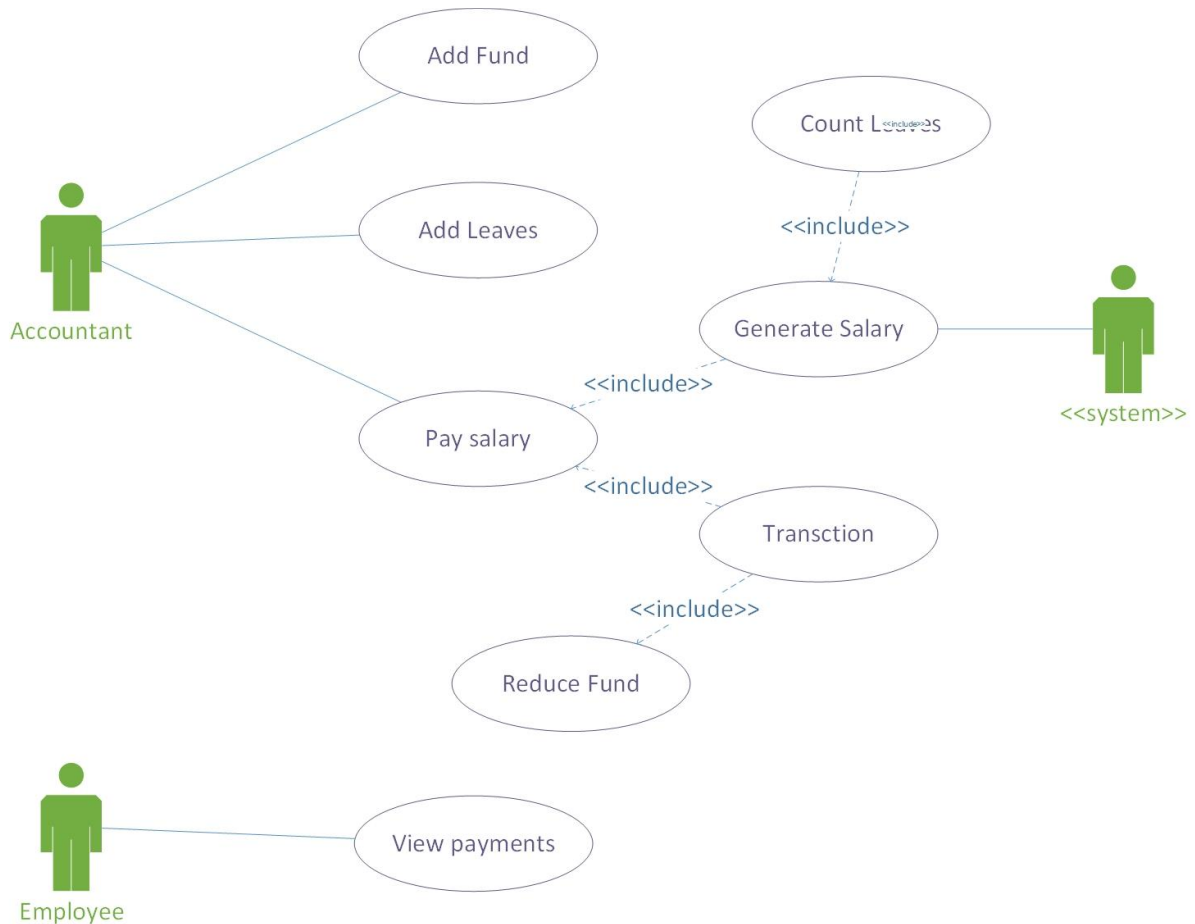 Add Fund
Count Leaves
<<include>>
Add Leaves
<<include>>
Accountant
Generate Salary
<<include>>
<<system>>
Pay salary
<<include>>
Transction
<<include>>
Reduce Fund
View payments
Employee